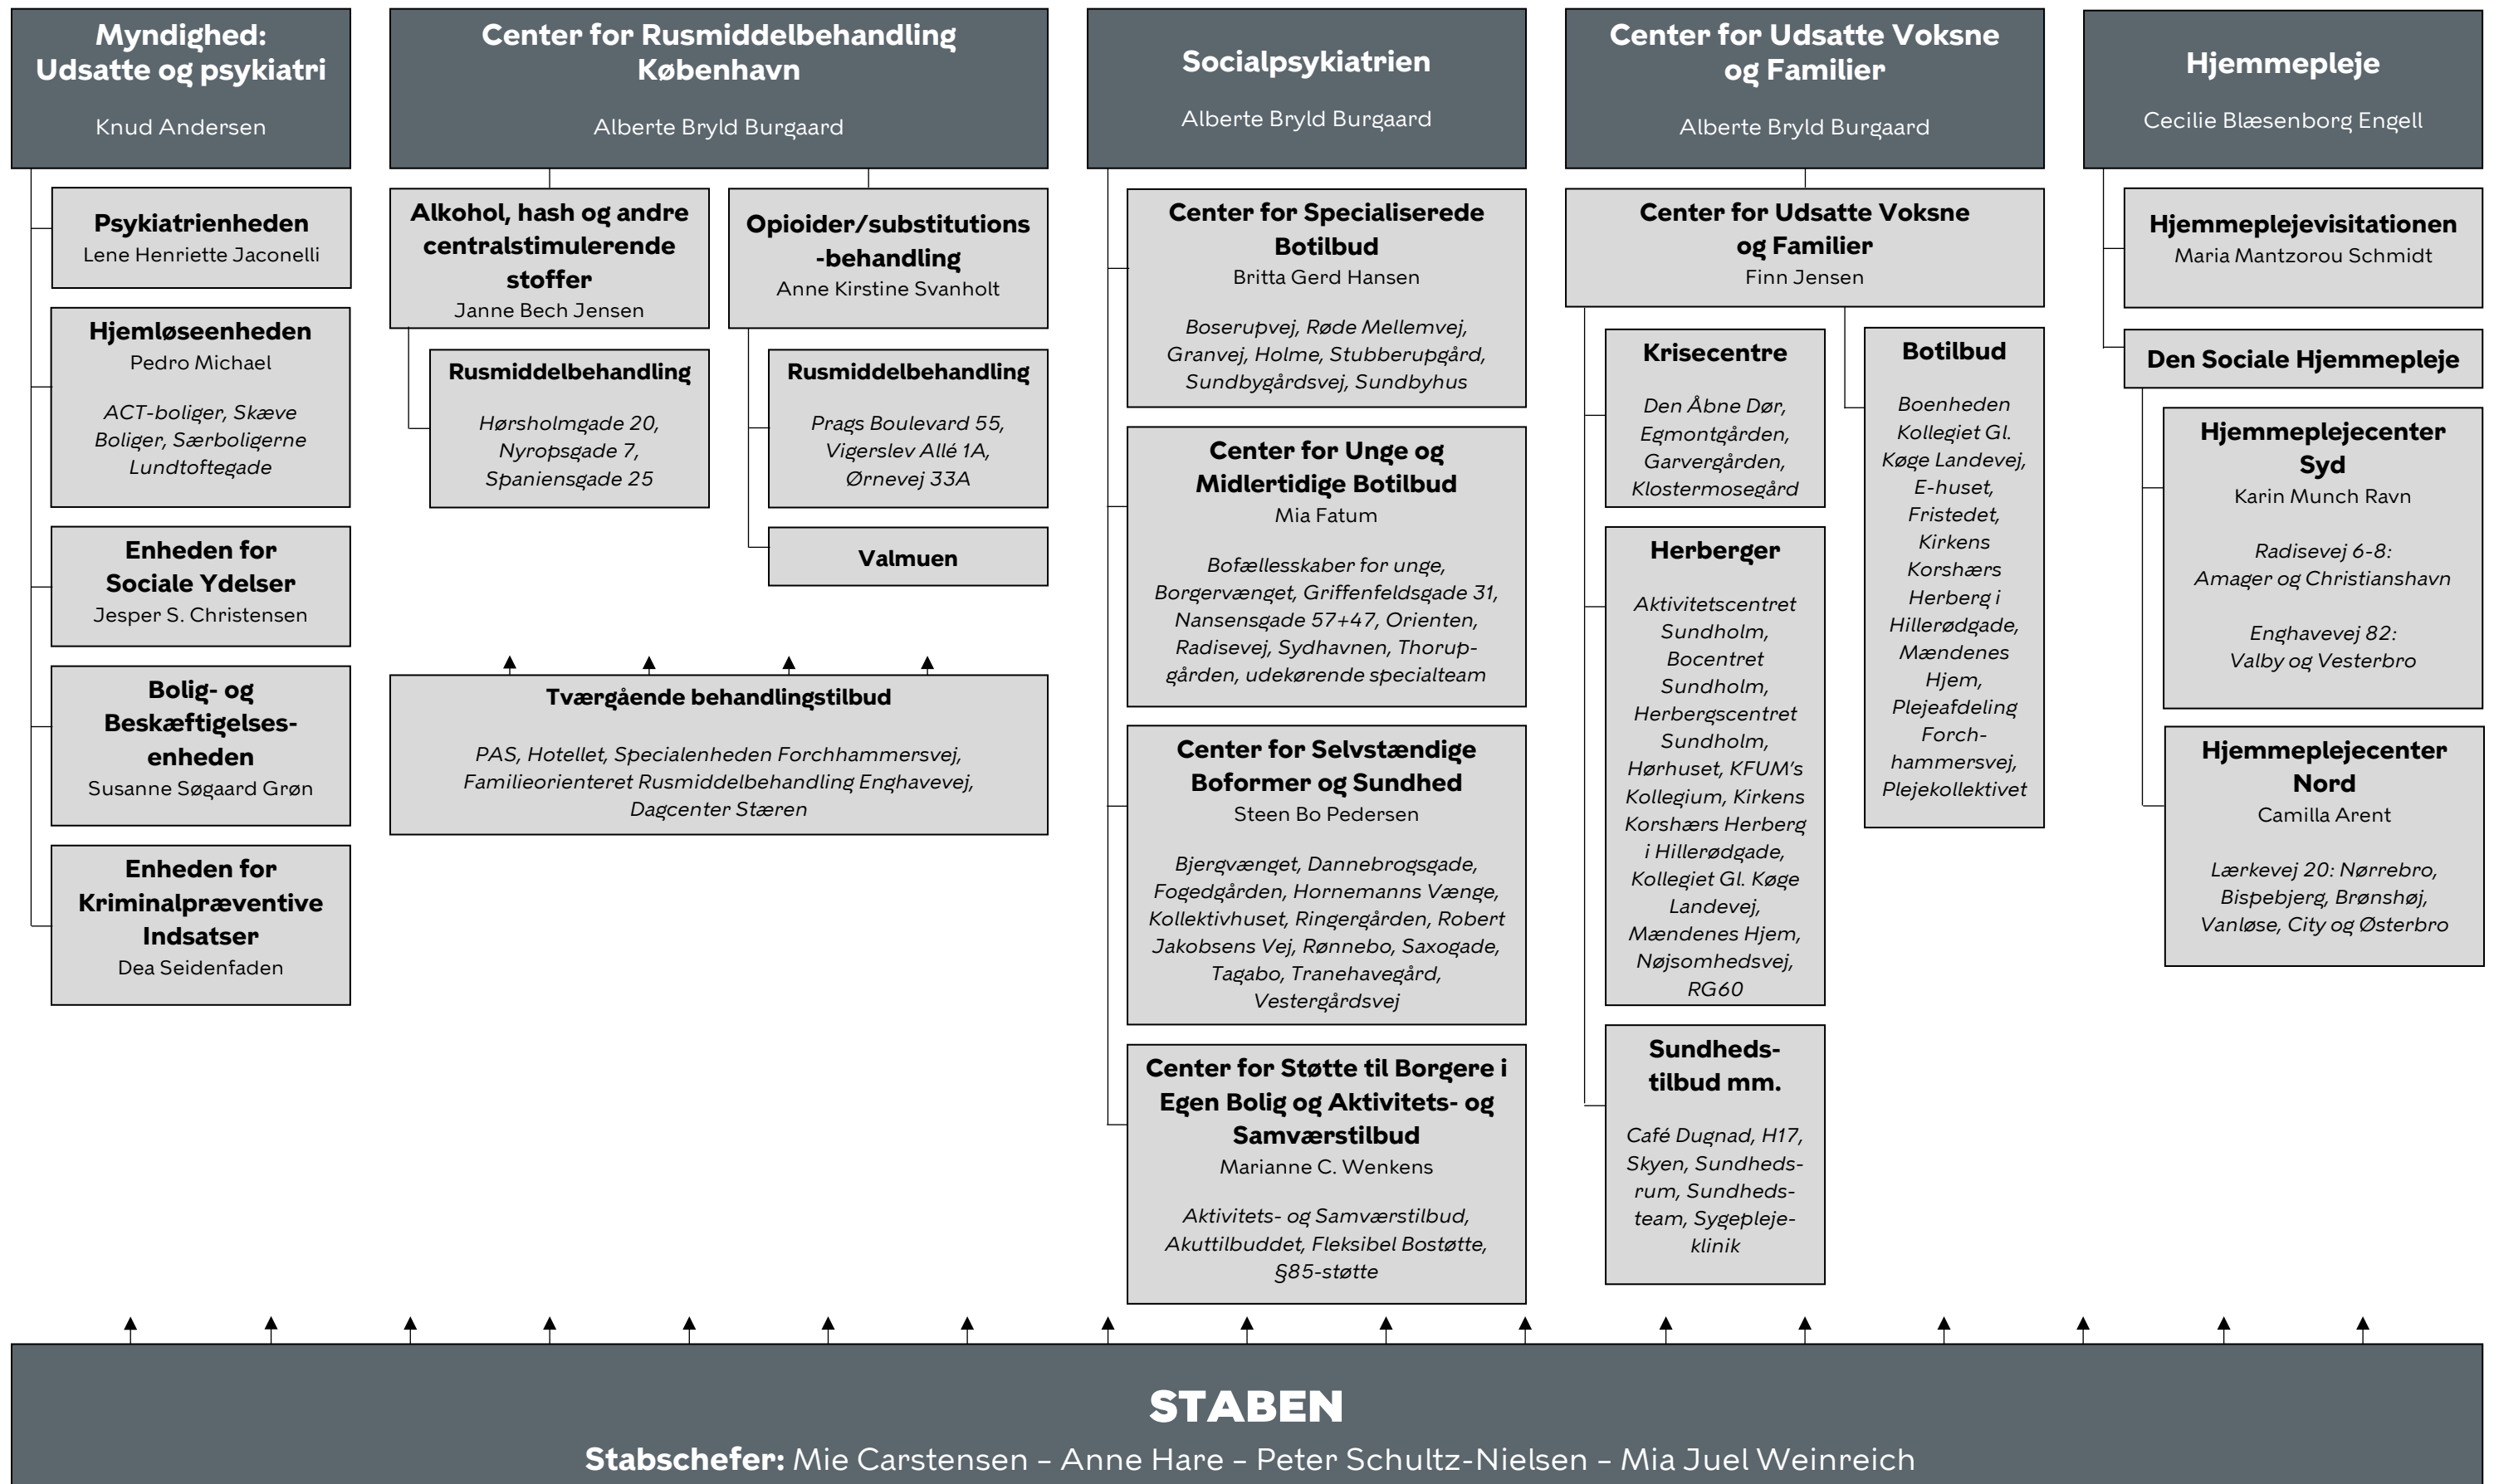 Myndighed:
Udsatte og psykiatri
Knud Andersen
Psykiatrienheden
Lene Henriette Jaconelli
Hjemløseenheden
Pedro Michael
ACT-boliger, Skæve
Boliger, Særboligerne
Lundtoftegade
Enheden for
Sociale Ydelser
Jesper S. Christensen
Bolig- og
Beskæftigelses-
enheden
Susanne Søgaard Grøn
Enheden for
Kriminalpræventive
Indsatser
Dea Seidenfaden
Center for Rusmiddelbehandling
København
Alberte Bryld Burgaard
Alkohol, hash og andre
centralstimulerende
stoffer
Janne Bech Jensen
Rusmiddelbehandling
Hørsholmgade 20,
Nyropsgade 7,
Spaniensgade 25
Opioider/substitutions
-behandling
Anne Kirstine Svanholt
Rusmiddelbehandling
Prags Boulevard 55,
Vigerslev Allé 1A,
Ørnevej 33A
Valmuen
Tværgående behandlingstilbud
PAS, Hotellet, Specialenheden Forchhammersvej,
Familieorienteret Rusmiddelbehandling Enghavevej,
Dagcenter Stæren
Socialpsykiatrien
Alberte Bryld Burgaard
Center for Specialiserede
Botilbud
Britta Gerd Hansen
Boserupvej, Røde Mellemvej,
Granvej, Holme, Stubberupgård,
Sundbygårdsvej, Sundbyhus
Center for Unge og
Midlertidige Botilbud
Mia Fatum
Bofællesskaber for unge,
Borgervænget, Griffenfeldsgade 31,
Nansensgade 57+47, Orienten,
Radisevej, Sydhavnen, Thorup-
gården, udekørende specialteam
Center for Selvstændige
Boformer og Sundhed
Steen Bo Pedersen
Bjergvænget, Dannebrogsgade,
Fogedgården, Hornemanns Vænge,
Kollektivhuset, Ringergården, Robert
Jakobsens Vej, Rønnebo, Saxogade,
Tagabo, Tranehavegård,
Vestergårdsvej
Center for Støtte til Borgere i
Egen Bolig og Aktivitets- og
Samværstilbud
Marianne C. Wenkens
Aktivitets- og Samværstilbud,
Akuttilbuddet, Fleksibel Bostøtte,
§85-støtte
Center for Udsatte Voksne
og Familier
Alberte Bryld Burgaard
Center for Udsatte Voksne
og Familier
Finn Jensen
Krisecentre
Den Åbne Dør,
Egmontgården,
Garvergården,
Klostermosegård
Herberger
Aktivitetscentret
Sundholm,
Bocentret
Sundholm,
Herbergscentret
Sundholm,
Hørhuset, KFUM's
Kollegium, Kirkens
Korshærs Herberg
i Hillerødgade,
Kollegiet Gl. Køge
Landevej,
Mændenes Hjem,
Nøjsomhedsvej,
RG60
Sundheds-
tilbud mm.
Café Dugnad, H17,
Skyen, Sundheds-
rum, Sundheds-
team, Sygepleje-
klinik
Botilbud
Boenheden
Kollegiet Gl.
Køge Landevej,
E-huset,
Fristedet,
Kirkens
Korshærs
Herberg i
Hillerødgade,
Mændenes
Hjem,
Plejeafdeling
Forch-
hammersvej,
Plejekollektivet
Hjemmepleje
Cecilie Blæsenborg Engell
Hjemmeplejevisitationen
Maria Mantzorou Schmidt
Den Sociale Hjemmepleje
Hjemmeplejecenter
Syd
Karin Munch Ravn
Radisevej 6-8:
Amager og Christianshavn
Enghavevej 82:
Valby og Vesterbro
Hjemmeplejecenter
Nord
Camilla Arent
Lærkevej 20: Nørrebro,
Bispebjerg, Brønshøj,
Vanløse, City og Østerbro
STABEN
Stabschefer: Mie Carstensen – Anne Hare – Peter Schultz-Nielsen – Mia Juel Weinreich